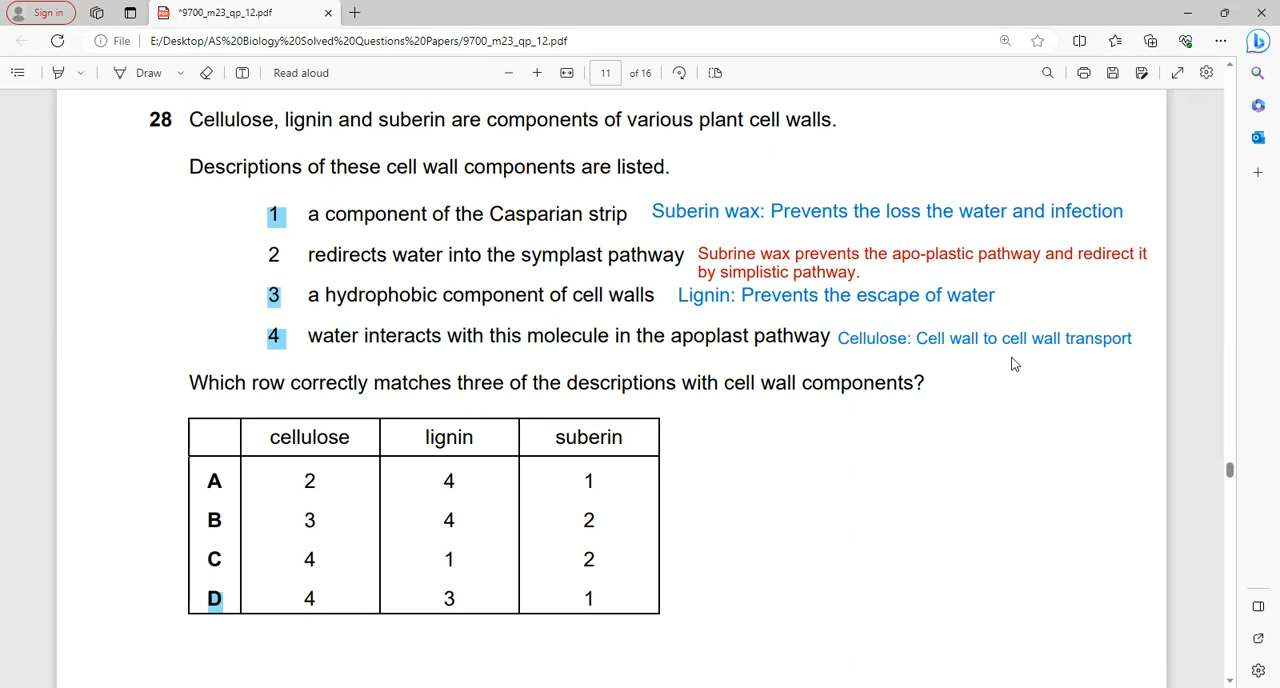 Sign in
*9700_m23_qp_12.pdf
File
E:/Desktop/AS%20Biology%20Solved%20Questions%20Papers/9700_m23_qp_12.pdf
Draw
Read aloud
11 of 16
28 Cellulose, lignin and suberin are components of various plant cell walls.
Descriptions of these cell wall components are listed.
1 a component of the Casparian strip Suberin wax: Prevents the loss the water and infection
2 redirects water into the symplast pathway Subrine wax prevents the apo-plastic pathway and redirect it
by simplistic pathway.
3 a hydrophobic component of cell walls Lignin: Prevents the escape of water
4 water interacts with this molecule in the apoplast pathway Cellulose: Cell wall to cell wall transport
Which row correctly matches three of the descriptions with cell wall components?
cellulose lignin suberin
A 2 4 1
B 3 4 2
C 4 1 2
D 4 3 1